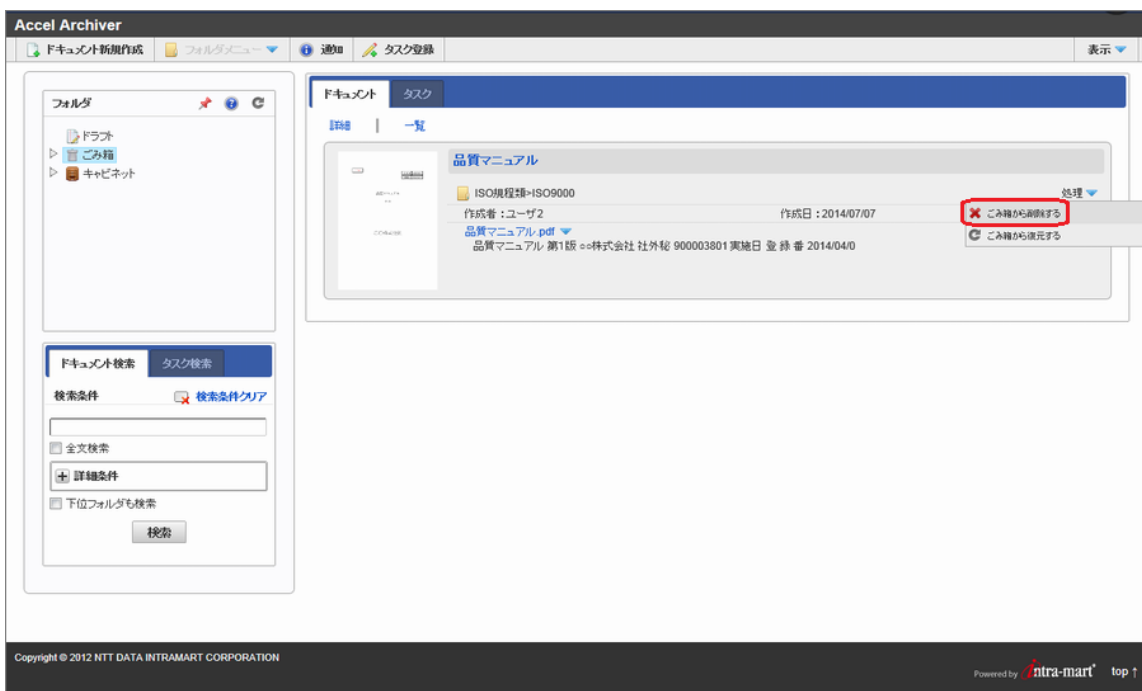 Accel Archiver
ドキュメント新規作成 フォルダメニュー 通知 タスク登録 表示
フォルダ
ドラフト
ごみ箱
キャビネット
ドキュメント タスク
詳細 | 一覧
品質マニュアル
ISO規程類>ISO9000 処理
作成者：ユーザ2 作成日：2014/07/07
ごみ箱から削除する
品質マニュアル.pdf
ごみ箱から復元する
品質マニュアル 第1版 ○○株式会社 社外秘 900003801 実施日 登 録 番 2014/04/0
ドキュメント検索 タスク検索
検索条件 検索条件クリア
全文検索
詳細条件
下位フォルダも検索
検索
Copyright © 2012 NTT DATA INTRAMART CORPORATION
Powered by intra-mart top ↑